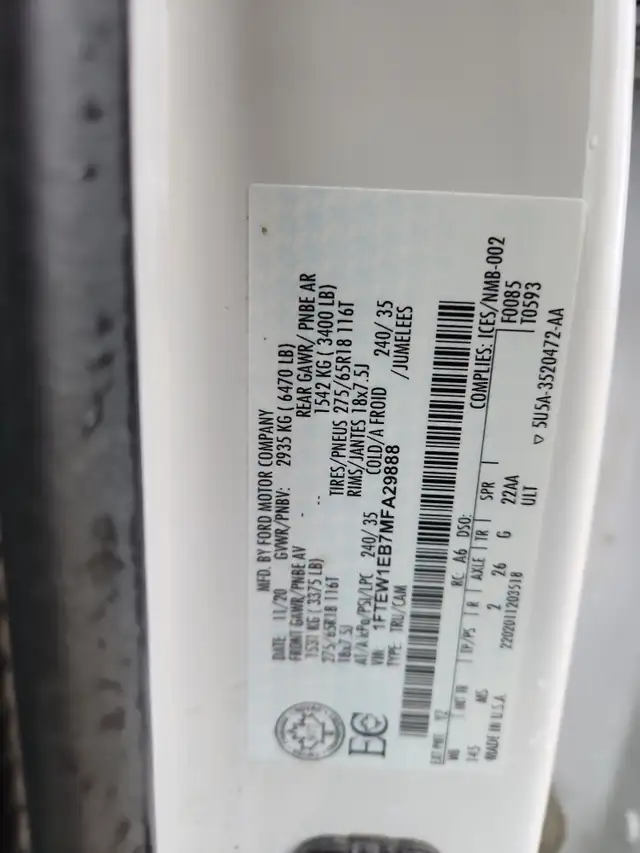 MFD. BY FORD MOTOR COMPANY
DATE: 11/20 GVWR/PNBV: 2935 KG ( 6470 LB)
FRONT GAWR/PNBE AV REAR GAWR/ PNBE AR
1531 KG ( 3375 LB) 1542 KG ( 3400 LB)
275/65R18 116T TIRES/PNEUS 275/65R18 116T
18x7.5J RIMS/JANTES 18x7.5J
AT/A kPa/PSI/LPC 240/ 35 COLD/A FROID 240/ 35
VIN: 1FTEW1EB7MFA29888 /JUMELEES
TYPE: TRU/CAM
EXT PNT: YZ RC: A6 DSO: COMPLIES: ICES/NMB-002
WB INT TR TP/PS R AXLE TR SPR F0085
145 MS 2 26 G 22AA T0593
MADE IN U.S.A. 2202011203518 ULT
▽ 5U5A-3520472-AA
EC